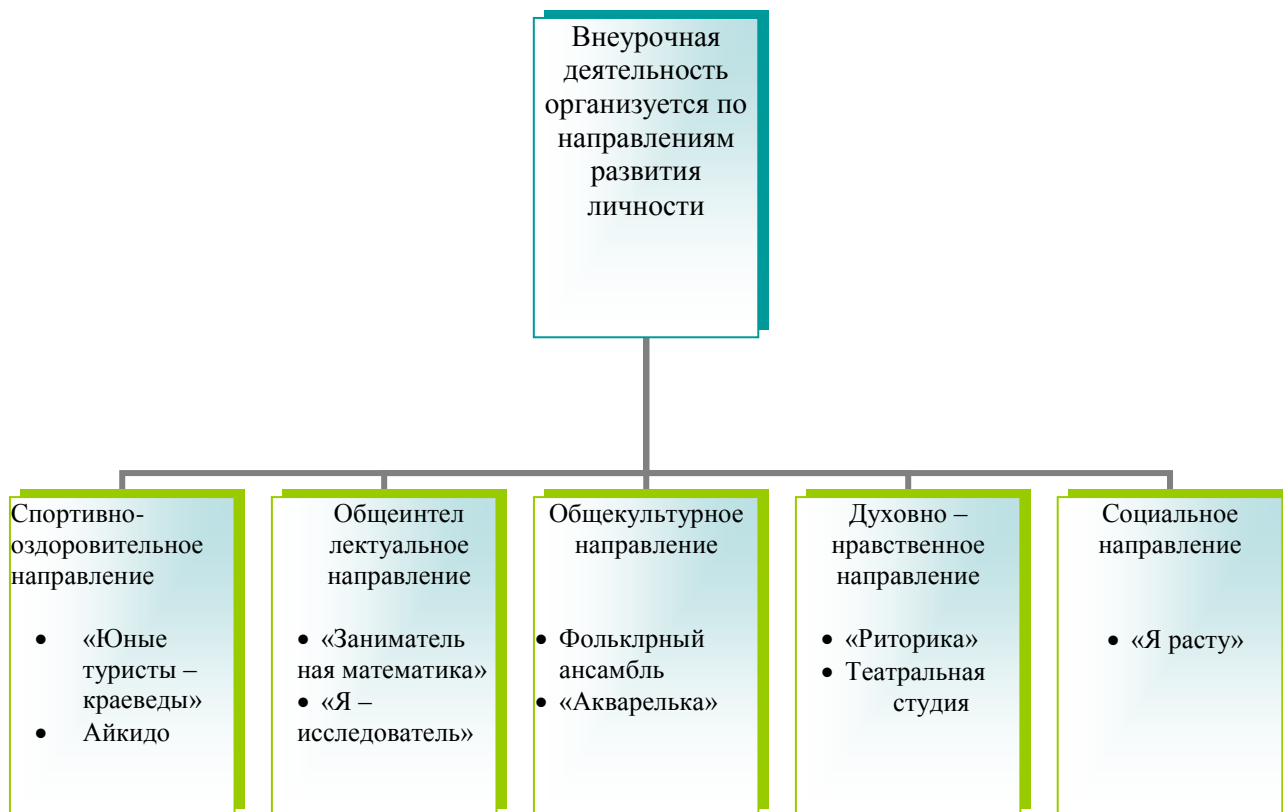 Внеурочная
деятельность
организуется по
направлениям
развития
личности
Спортивно-
оздоровительное
направление
• «Юные
туристы –
краеведы»
• Айкидо
Общеинтел
лектуальное
направление
• «Заниматель
ная математика»
• «Я –
исследователь»
Общекультурное
направление
• Фольклрный
ансамбль
• «Акварелька»
Духовно –
нравственное
направление
• «Риторика»
• Театральная
студия
Социальное
направление
• «Я расту»